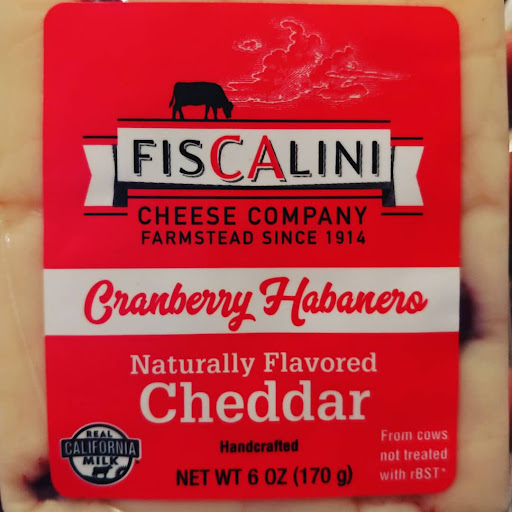 FISCALINI
CHEESE COMPANY
FARMSTEAD SINCE 1914
Cranberry Habanero
Naturally Flavored
Cheddar
Handcrafted
NET WT 6 OZ (170 g)
REAL
CALIFORNIA
MILK
From cows
not treated
with rBST*